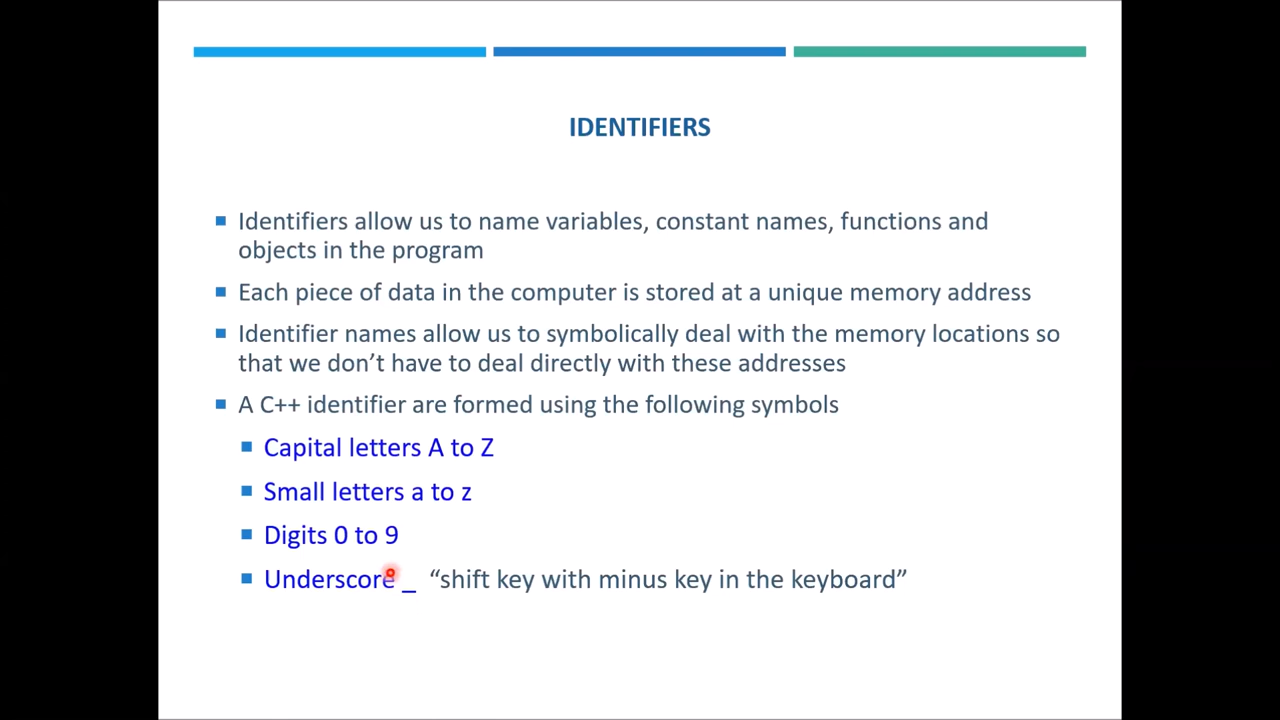 IDENTIFIERS
Identifiers allow us to name variables, constant names, functions and
objects in the program
Each piece of data in the computer is stored at a unique memory address
Identifier names allow us to symbolically deal with the memory locations so
that we don’t have to deal directly with these addresses
A C++ identifier are formed using the following symbols
Capital letters A to Z
Small letters a to z
Digits 0 to 9
Underscore _ “shift key with minus key in the keyboard”